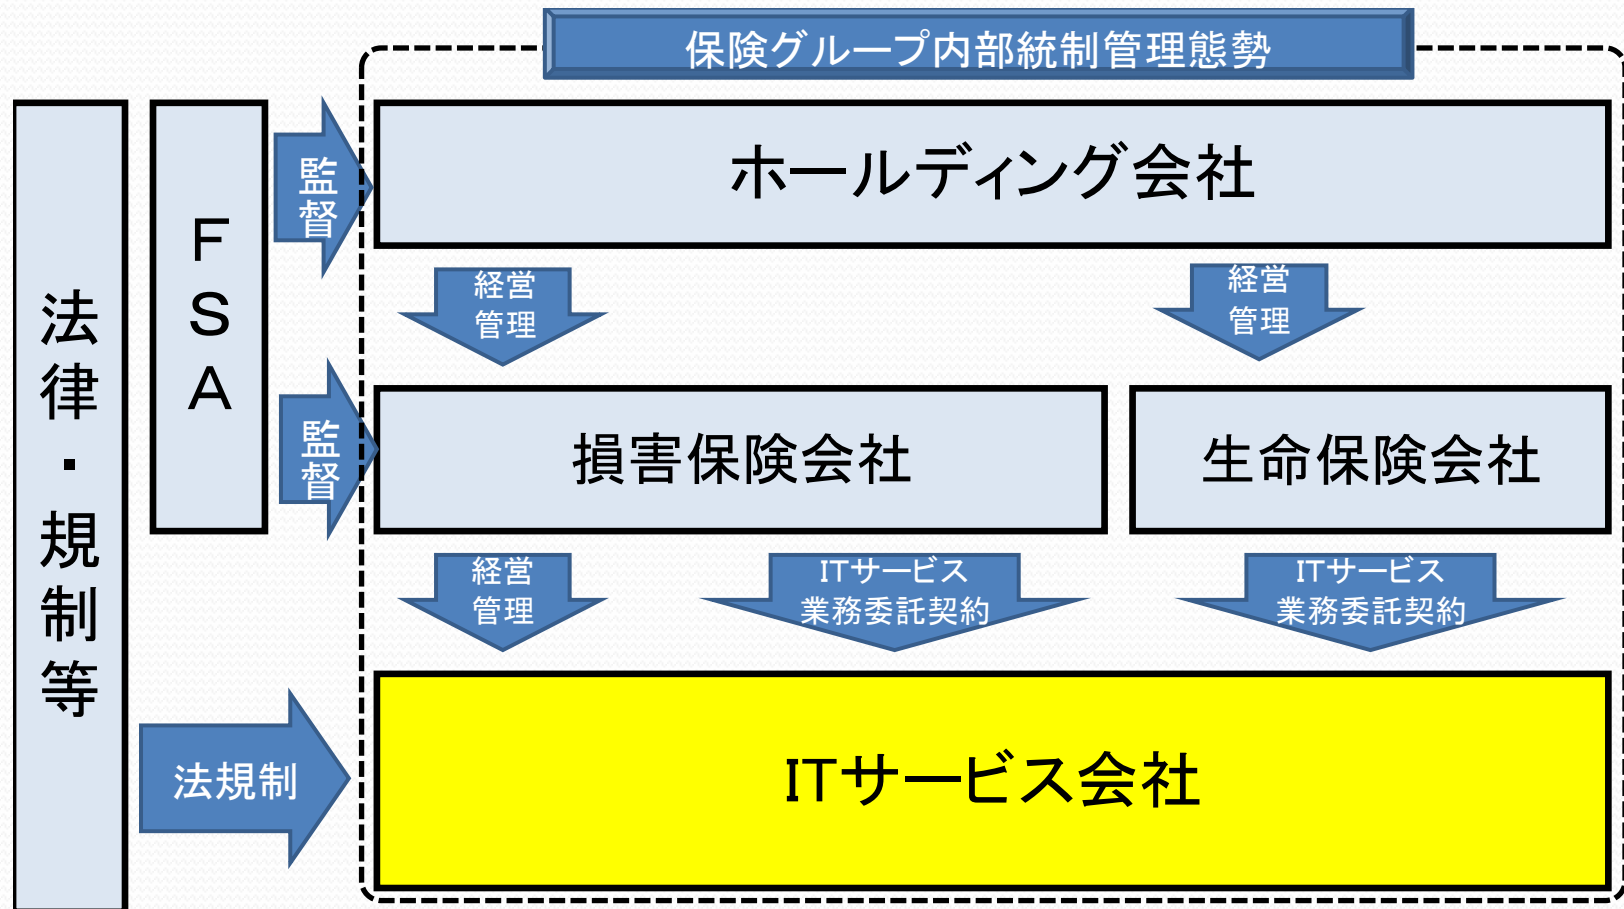 保険グループ内部統制管理態勢
法律・規制等
ＦＳＡ
監督
ホールディング会社
経営
管理
経営
管理
監督
損害保険会社
生命保険会社
経営
管理
ITサービス
業務委託契約
ITサービス
業務委託契約
法規制
ITサービス会社